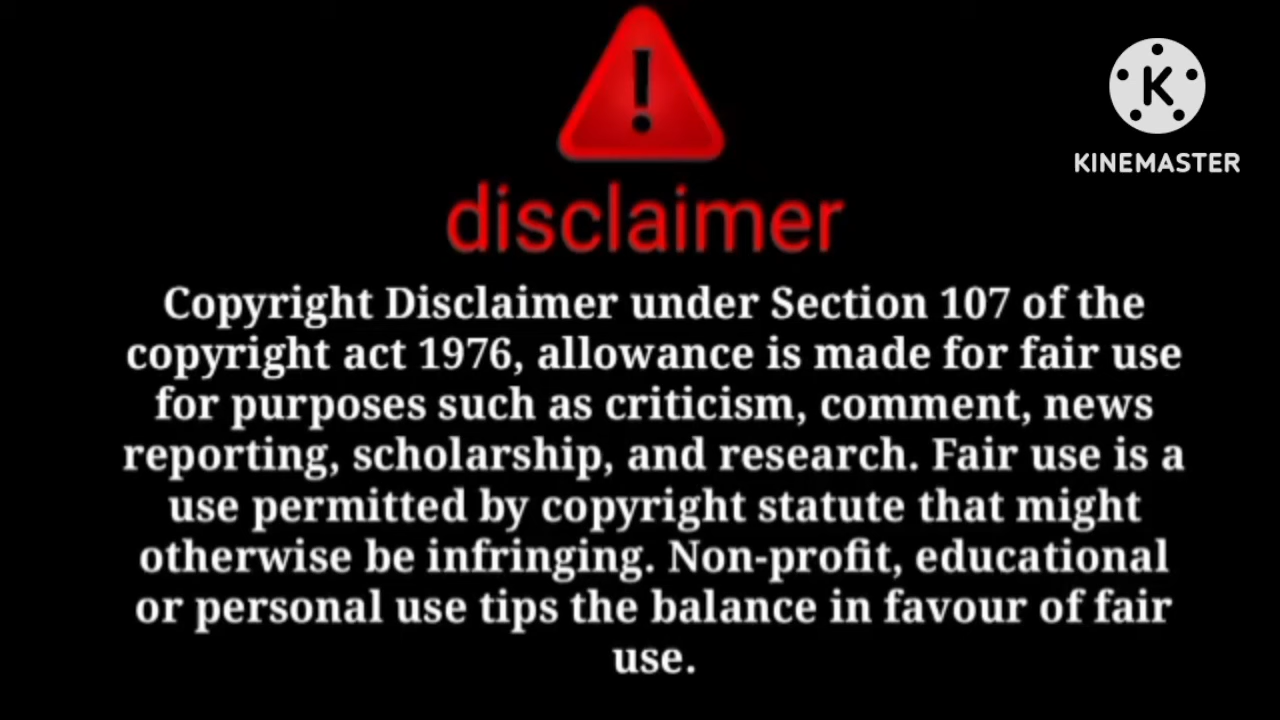 K
KINEMASTER
!
disclaimer
Copyright Disclaimer under Section 107 of the
copyright act 1976, allowance is made for fair use
for purposes such as criticism, comment, news
reporting, scholarship, and research. Fair use is a
use permitted by copyright statute that might
otherwise be infringing. Non-profit, educational
or personal use tips the balance in favour of fair
use.